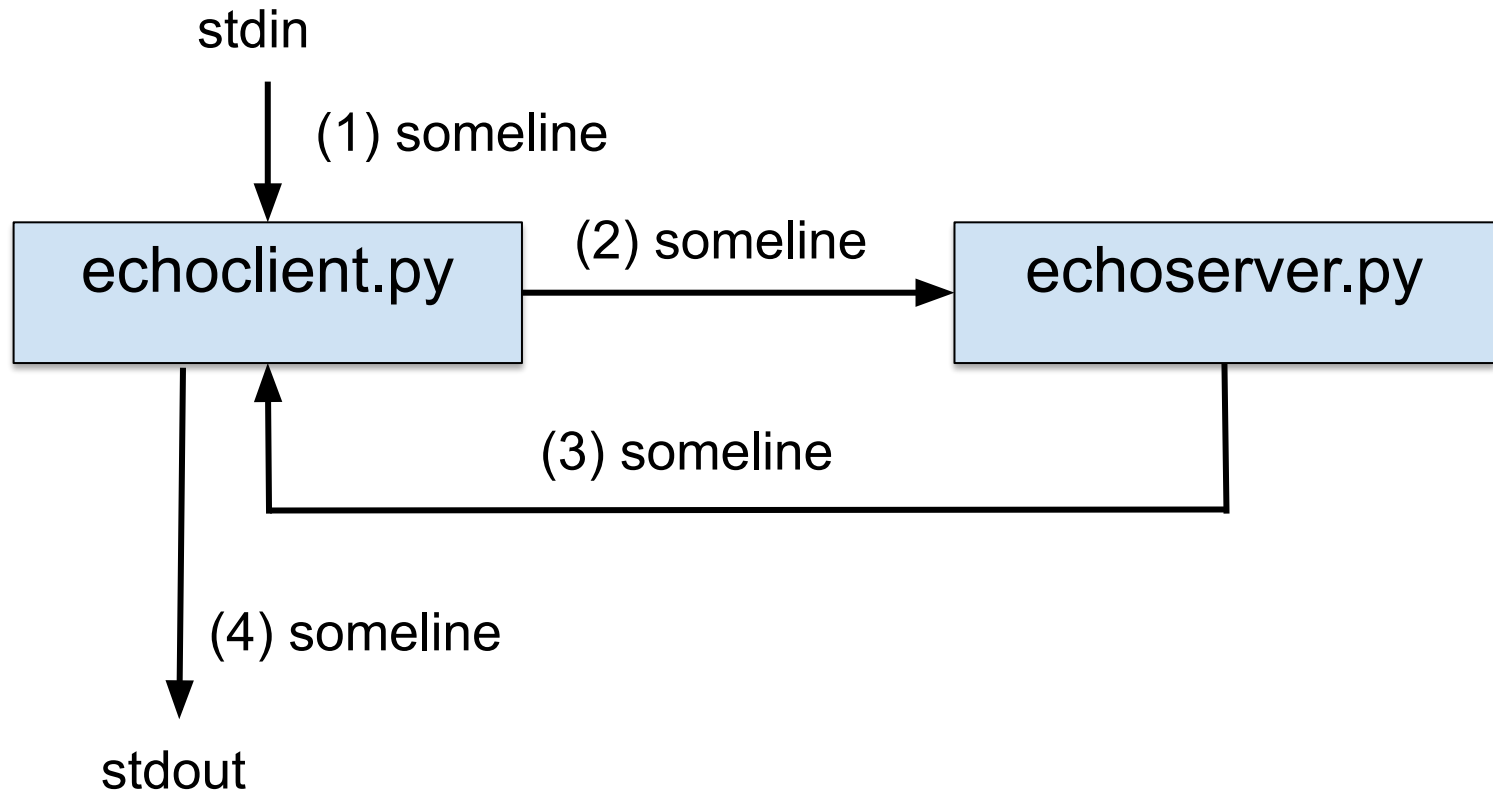 stdin
(1) someline
echoclient.py
(2) someline
echoserver.py
(3) someline
(4) someline
stdout